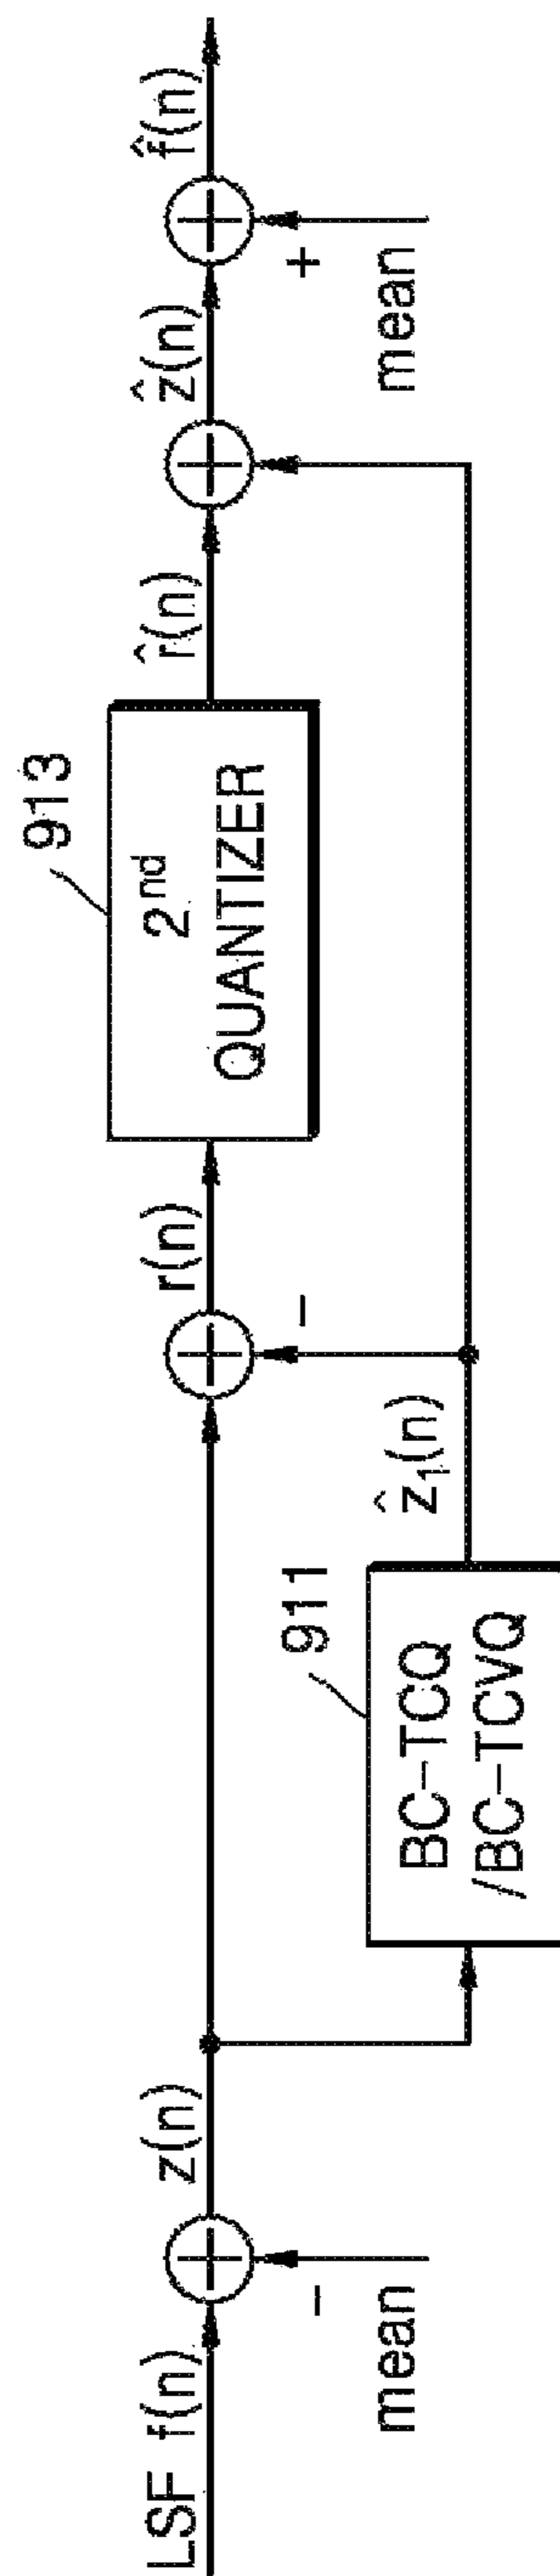 LSF f(n)
mean
−
z(n)
911
BC-TCQ
/BC-TCVQ
ẑ₁(n)
−
r(n)
913
2nd
QUANTIZER
r̂(n)
ẑ(n)
mean
+
f̂(n)